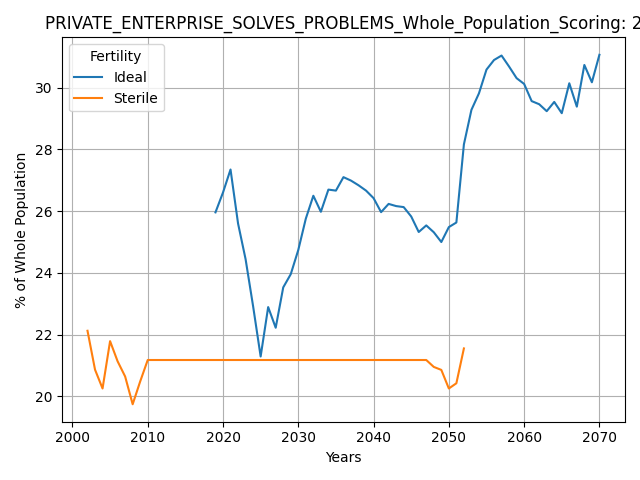 PRIVATE_ENTERPRISE_SOLVES_PROBLEMS_Whole_Population_Scoring: 2
Fertility
Ideal
Sterile
% of Whole Population
30
28
26
24
22
20
2000 2010 2020 2030 2040 2050 2060 2070
Years